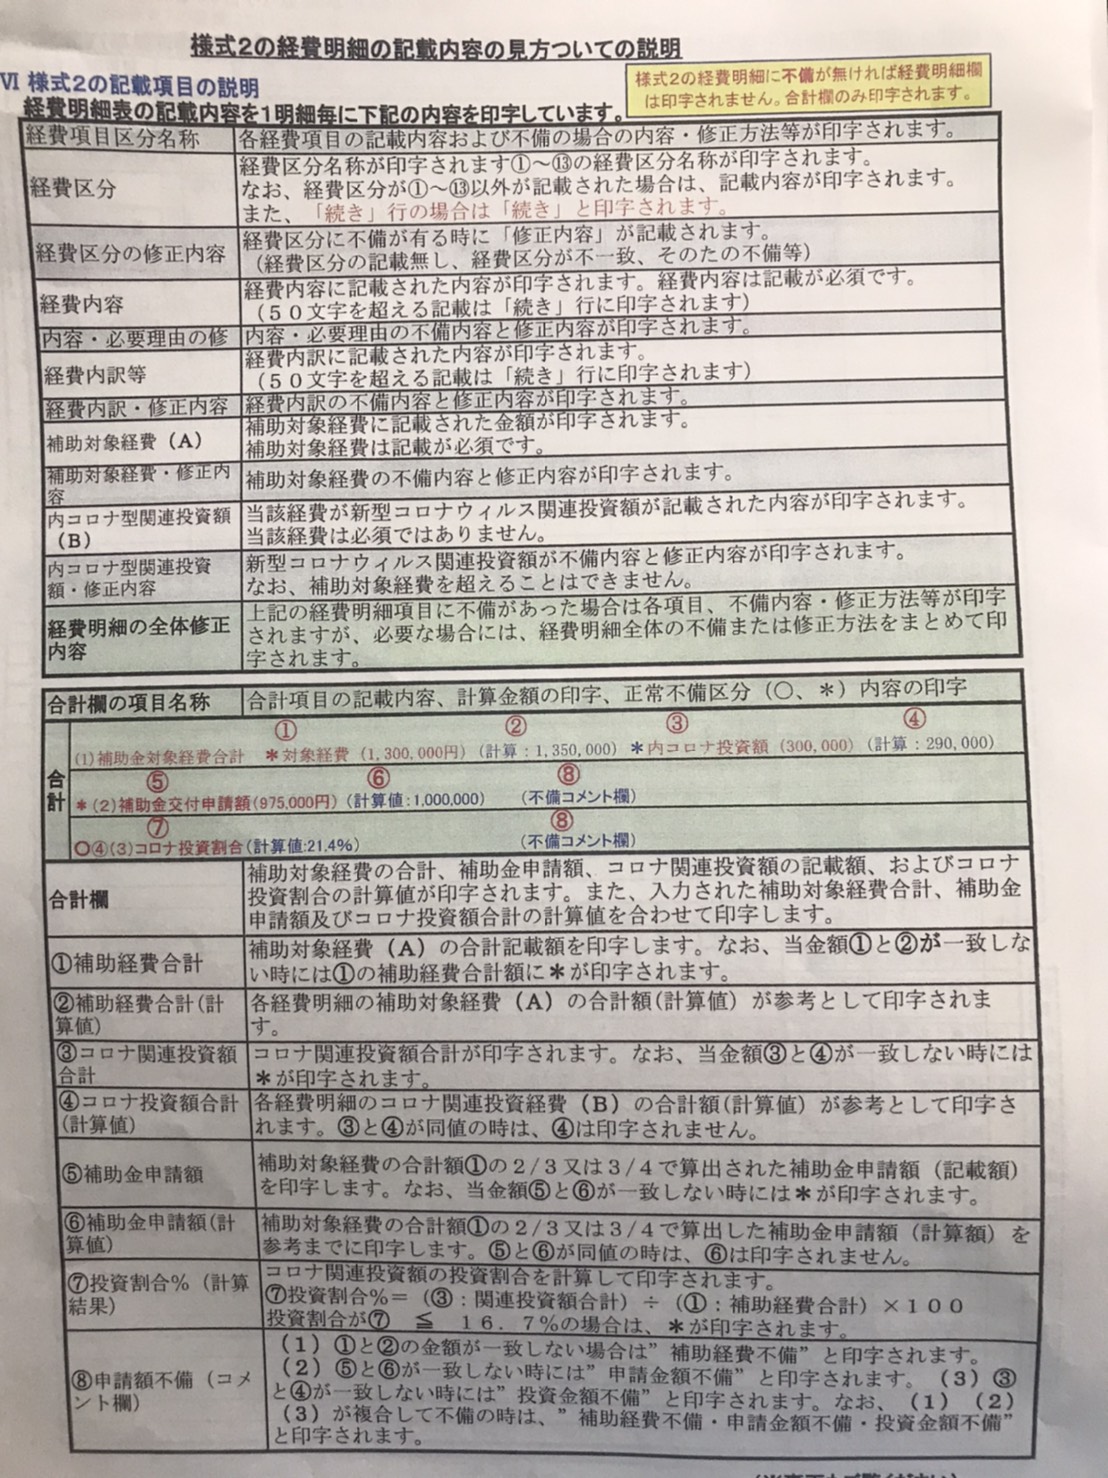 様式2の経費明細の記載内容の見方ついての説明
Ⅵ 様式2の記載項目の説明
様式2の経費明細に不備が無ければ経費明細欄
は印字されません。合計欄のみ印字されます。
経費明細表の記載内容を1明細毎に下記の内容を印字しています。
経費項目区分名称
各経費項目の記載内容および不備の場合の内容・修正方法等が印字されます。
経費区分
経費区分名称が印字されます①～⑬の経費区分名称が印字されます。
なお、経費区分が①～⑬以外が記載された場合は、記載内容が印字されます。
また、「続き」行の場合は「続き」と印字されます。
経費区分の修正内容
経費区分に不備が有る時に「修正内容」が記載されます。
（経費区分の記載無し、経費区分が不一致、そのたの不備等）
経費内容
経費内容に記載された内容が印字されます。経費内容は記載が必須です。
（５０文字を超える記載は「続き」行に印字されます）
内容・必要理由の修
内容・必要理由の不備内容と修正内容が印字されます。
経費内訳等
経費内訳に記載された内容が印字されます。
（５０文字を超える記載は「続き」行に印字されます）
経費内訳・修正内容
経費内訳の不備内容と修正内容が印字されます。
補助対象経費（A）
補助対象経費に記載された金額が印字されます。
補助対象経費は記載が必須です。
補助対象経費・修正内
容
補助対象経費の不備内容と修正内容が印字されます。
内コロナ型関連投資額
（B）
当該経費が新型コロナウィルス関連投資額が記載された内容が印字されます。
当該経費は必須ではありません。
内コロナ型関連投資
額・修正内容
新型コロナウィルス関連投資額が不備内容と修正内容が印字されます。
なお、補助対象経費を超えることはできません。
経費明細の全体修正
内容
上記の経費明細項目に不備があった場合は各項目、不備内容・修正方法等が印字
されますが、必要な場合には、経費明細全体の不備または修正方法をまとめて印
字されます。
合計欄の項目名称
合計項目の記載内容、計算金額の印字、正常不備区分（〇、＊）内容の印字
合計
① ② ③ ④
(1)補助金対象経費合計 ＊対象経費（1,300,000円）（計算：1,350,000）＊内コロナ投資額（300,000）（計算：290,000）
⑤ ⑥ ⑧
＊(2)補助金交付申請額(975,000円)（計算値：1,000,000） （不備コメント欄）
⑦ ⑧
〇④(3)コロナ投資割合（計算値:21.4%） （不備コメント欄）
合計欄
補助対象経費の合計、補助金申請額、コロナ関連投資額の記載額、およびコロナ
投資割合の計算値が印字されます。また、入力された補助対象経費合計、補助金
申請額及びコロナ投資額合計の計算値を合わせて印字します。
①補助経費合計
補助対象経費（A）の合計記載額を印字します。なお、当金額①と②が一致しな
い時には①の補助経費合計額に＊が印字されます。
②補助経費合計(計
算値)
各経費明細の補助対象経費（A）の合計額(計算値）が参考として印字されま
す。
③コロナ関連投資額
合計
コロナ関連投資額合計が印字されます。なお、当金額③と④が一致しない時には
＊が印字されます。
④コロナ投資額合計
(計算値)
各経費明細のコロナ関連投資経費（B）の合計額(計算値）が参考として印字さ
れます。③と④が同値の時は、④は印字されません。
⑤補助金申請額
補助対象経費の合計額①の２/３又は３/４で算出された補助金申請額（記載額）
を印字します。なお、当金額⑤と⑥が一致しない時には＊が印字されます。
⑥補助金申請額(計
算値)
補助対象経費の合計額①の２/３又は３/４で算出した補助金申請額（計算額）を
参考までに印字します。⑤と⑥が同値の時は、⑥は印字されません。
⑦投資割合%（計算
結果）
コロナ関連投資額の投資割合を計算して印字されます。
⑦投資割合%＝（③：関連投資額合計）÷（①：補助経費合計）×１００
投資割合が⑦ ≦ １６．７%の場合は、＊が印字されます。
⑧申請額不備（コメ
ント欄）
（１）①と②の金額が一致しない場合は”補助経費不備”と印字されます。
（２）⑤と⑥が一致しない時には”申請金額不備”と印字されます。（３）③
と④が一致しない時には”投資金額不備”と印字されます。なお、（１）（２）
（３）が複合して不備の時は、”補助経費不備・申請金額不備・投資金額不備”
と印字されます。